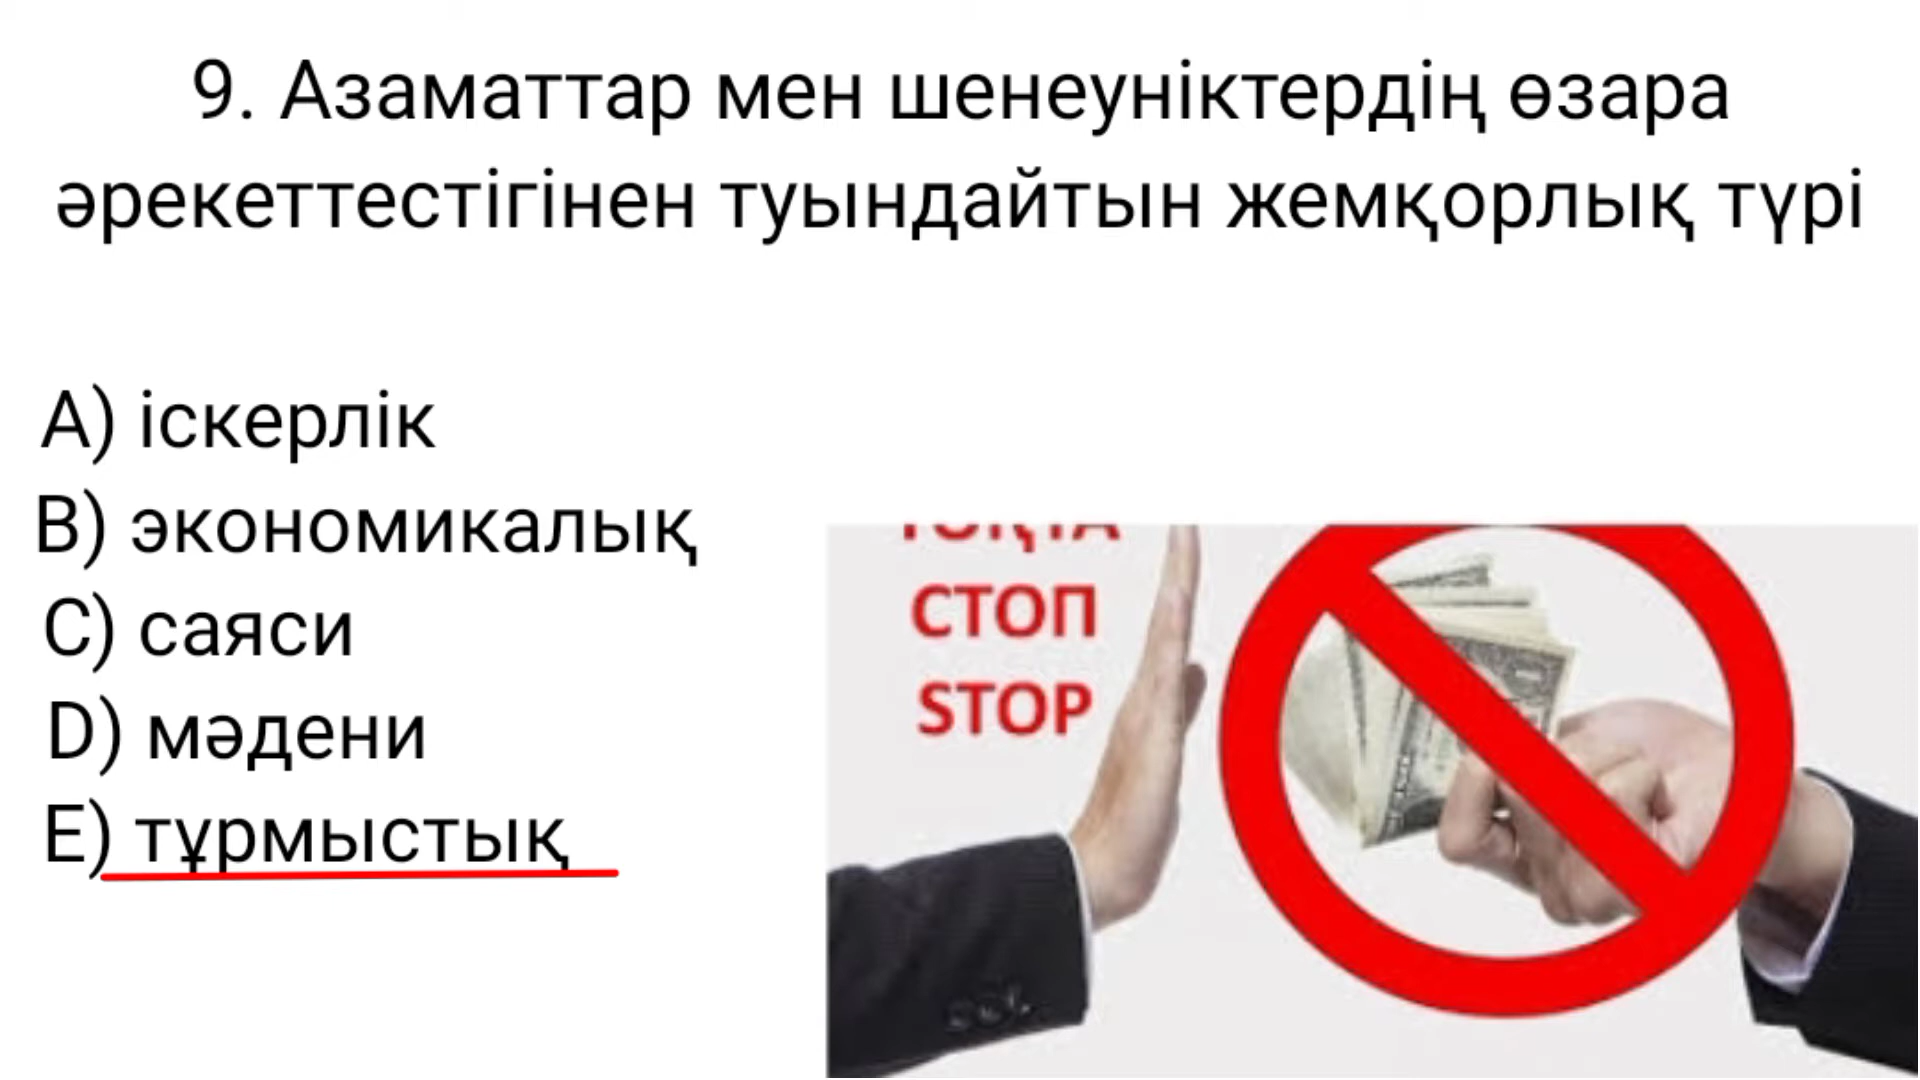 9. Азаматтар мен шенеуніктердің өзара
әрекеттестігінен туындайтын жемқорлық түрі
A) іскерлік
B) экономикалық
C) саяси
D) мәдени
E) тұрмыстық
СТОП
STOP